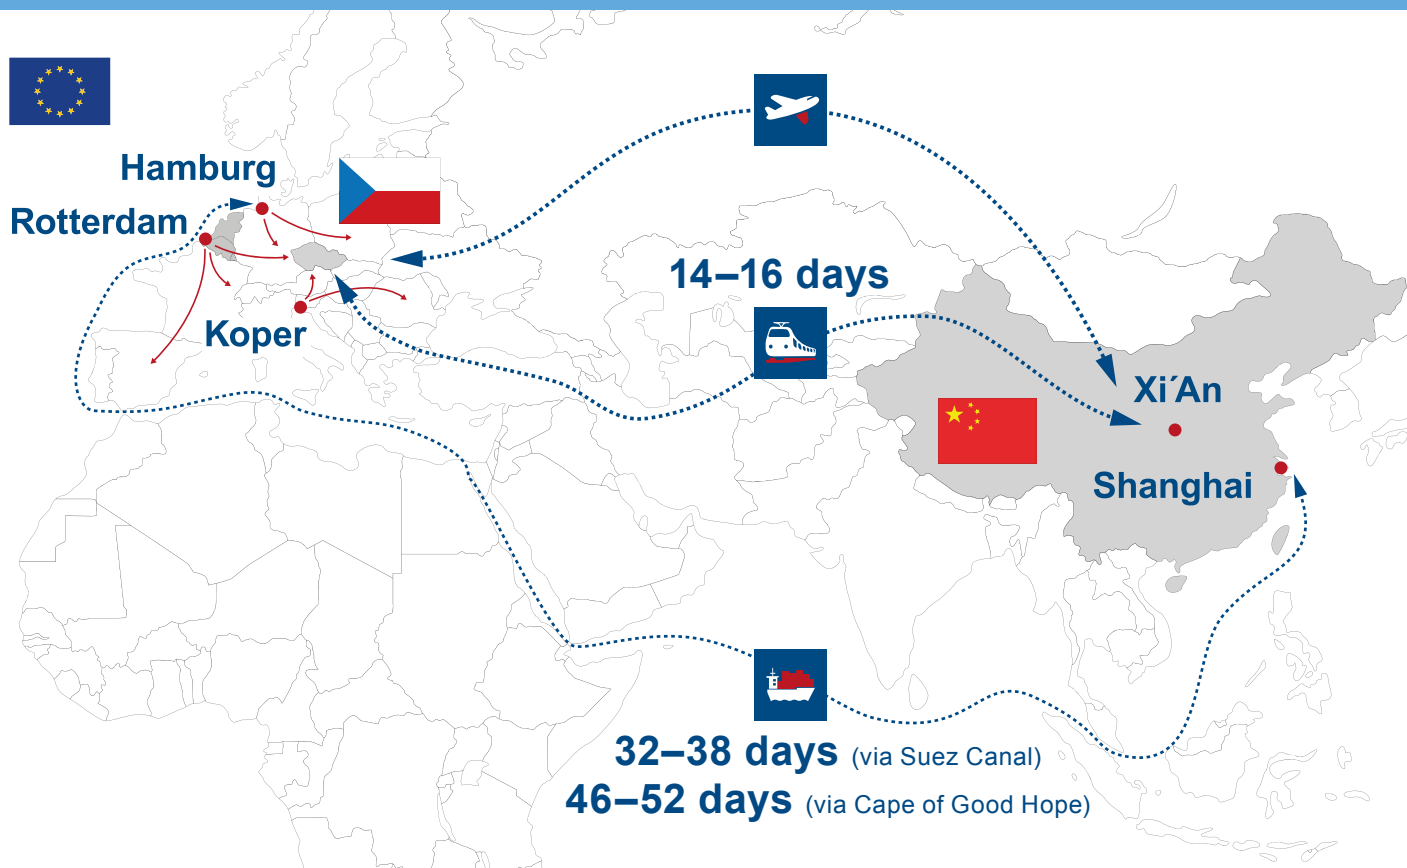 Hamburg
Rotterdam
Koper
14–16 days
Xi´An
Shanghai
32–38 days (via Suez Canal)
46–52 days (via Cape of Good Hope)